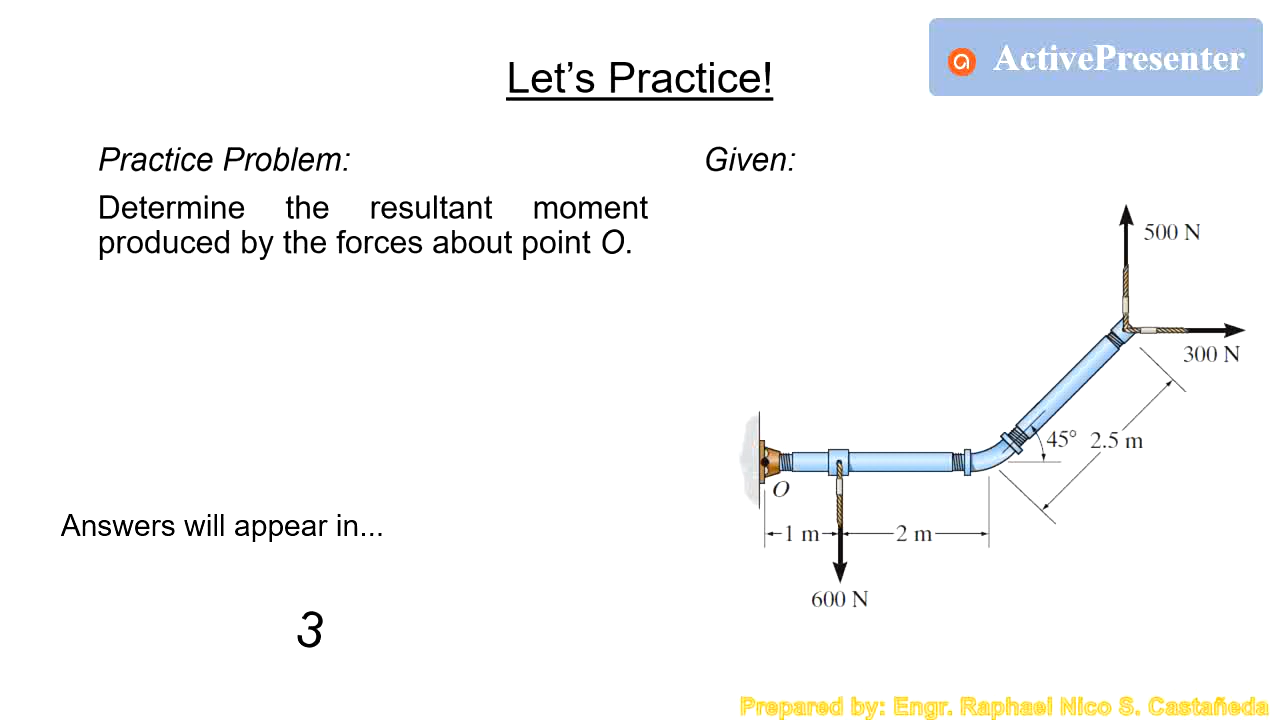 ActivePresenter
Let’s Practice!
Practice Problem:
Given:
Determine the resultant moment
produced by the forces about point O.
500 N
300 N
45° 2.5 m
O
1 m
2 m
Answers will appear in...
600 N
3
Prepared by: Engr. Raphael Nico S. Castañeda